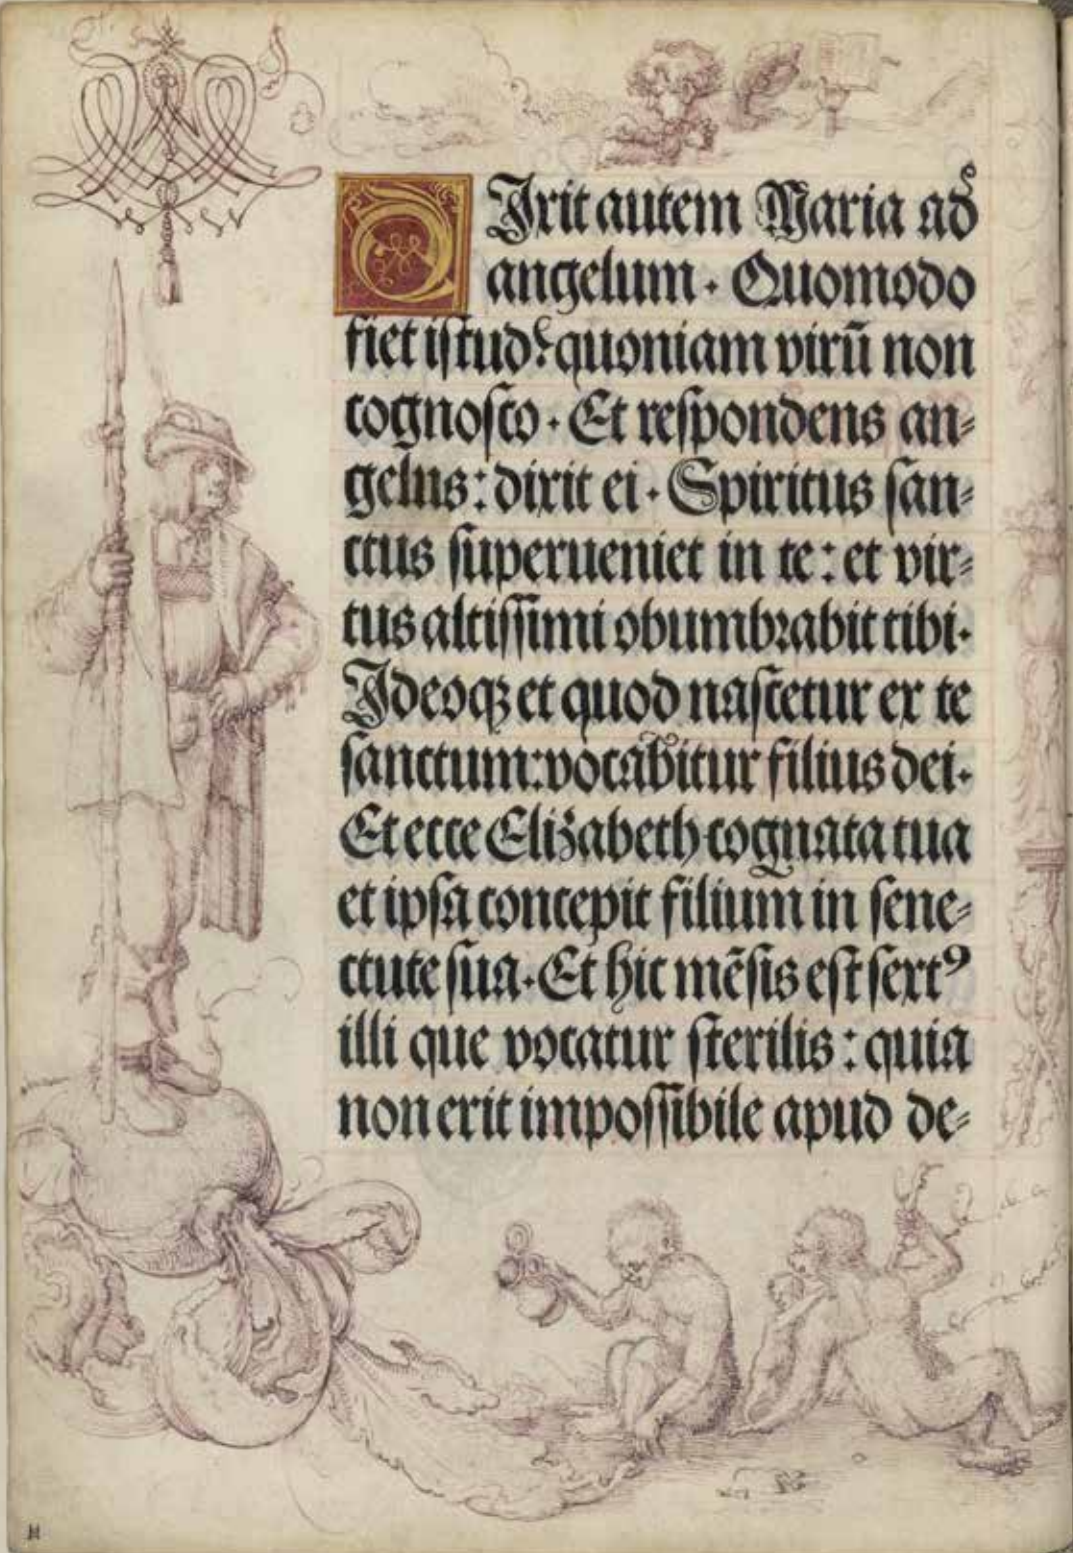 DIxit autem Maria ad
angelum · Quomodo
fiet iſtud? quoniam virū non
cognoſco · Et reſpondens an⸗
gelus: dixit ei · Spiritus ſan⸗
ctus ſuperueniet in te: et vir⸗
tus altiſſimi obumbꝛabit tibi·
Ideoqꝫ et quod naſcetur ex te
ſanctum: vocabitur filius dei·
Et ecce Elizabeth cognata tua
et ipſa concepit filium in ſene⸗
ctute ſua · Et hic mēſis eſt ſextꝰ
illi que vocatur ſterilis: quia
non erit impoſſibile apud de⸗